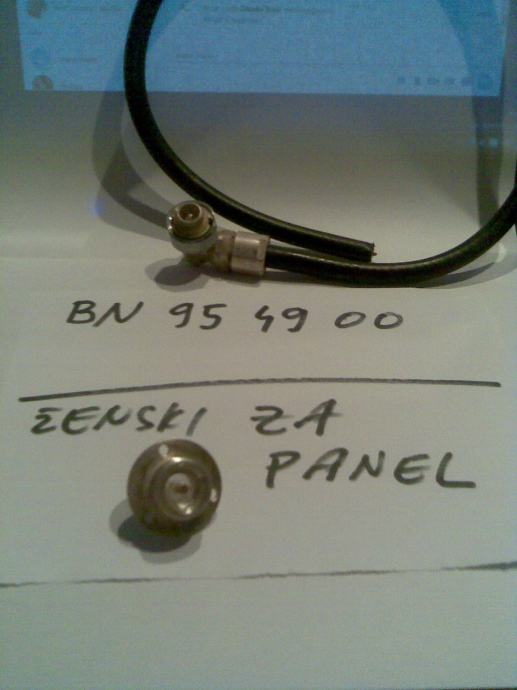 BN 95 49 00
ŽENSKI ZA
PANEL